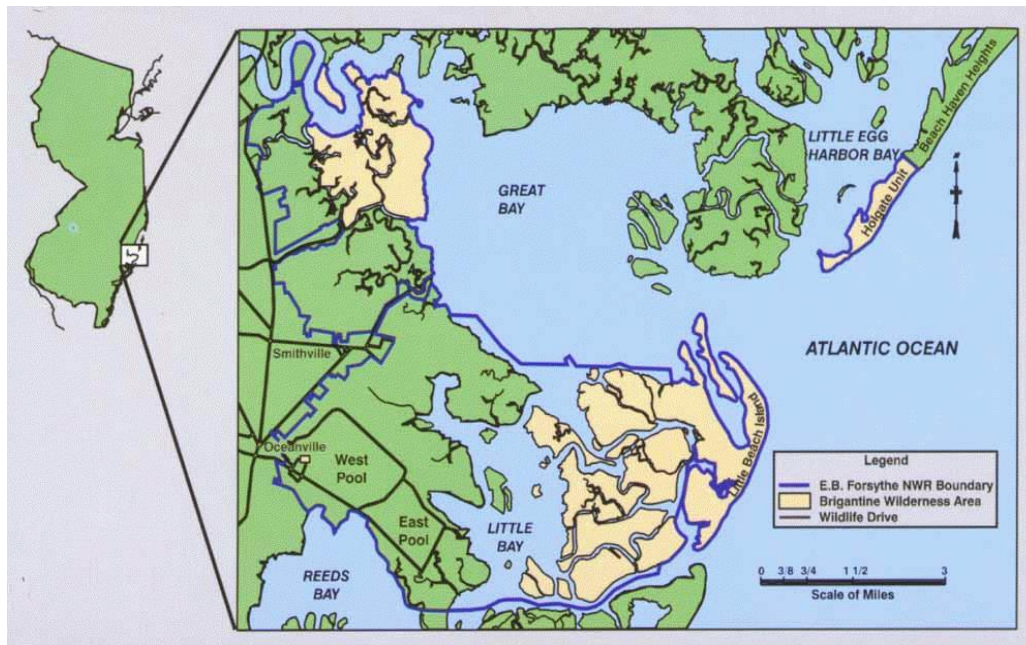 Beach Haven Heights
LITTLE EGG
HARBOR BAY
GREAT
BAY
Holgate Unit
ATLANTIC OCEAN
Smithville
Little Beach Island
Oceanville
West
Pool
East
Pool
LITTLE
BAY
REEDS
BAY
Legend
E.B. Forsythe NWR Boundary
Brigantine Wilderness Area
Wildlife Drive
0 3/8 3/4 1 1/2 3
Scale of Miles